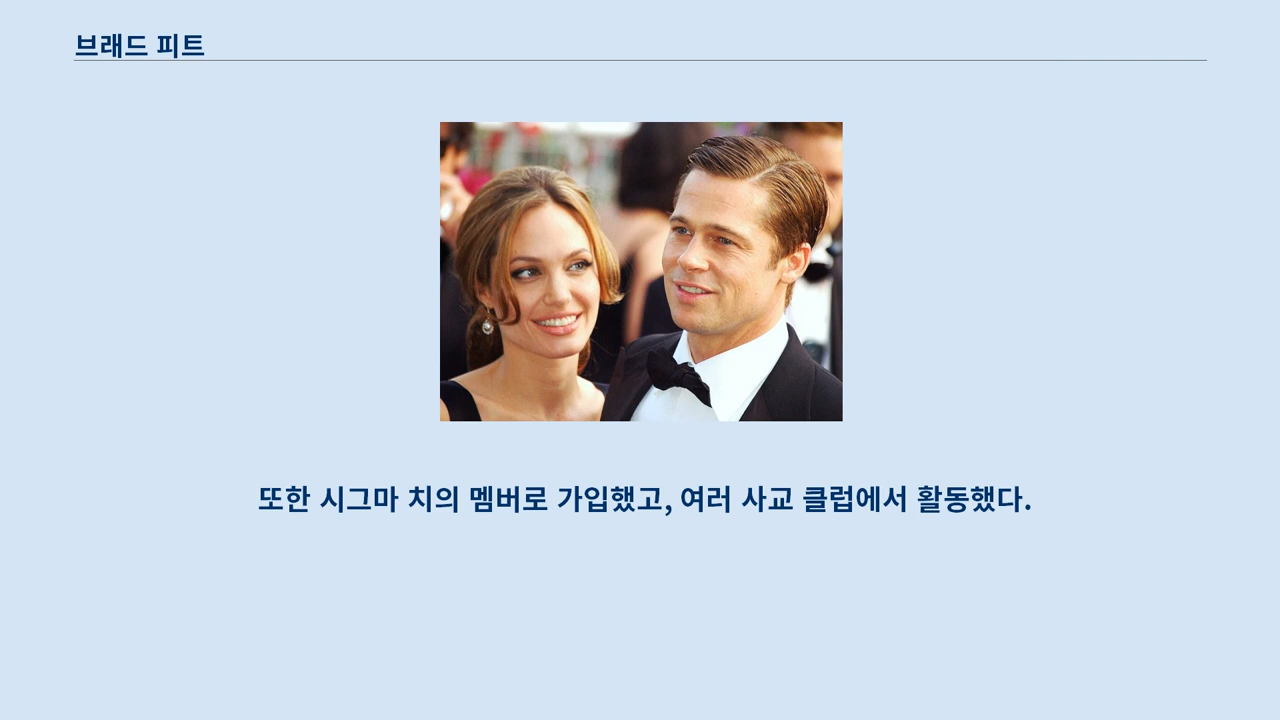 브래드 피트
또한 시그마 치의 멤버로 가입했고, 여러 사교 클럽에서 활동했다.